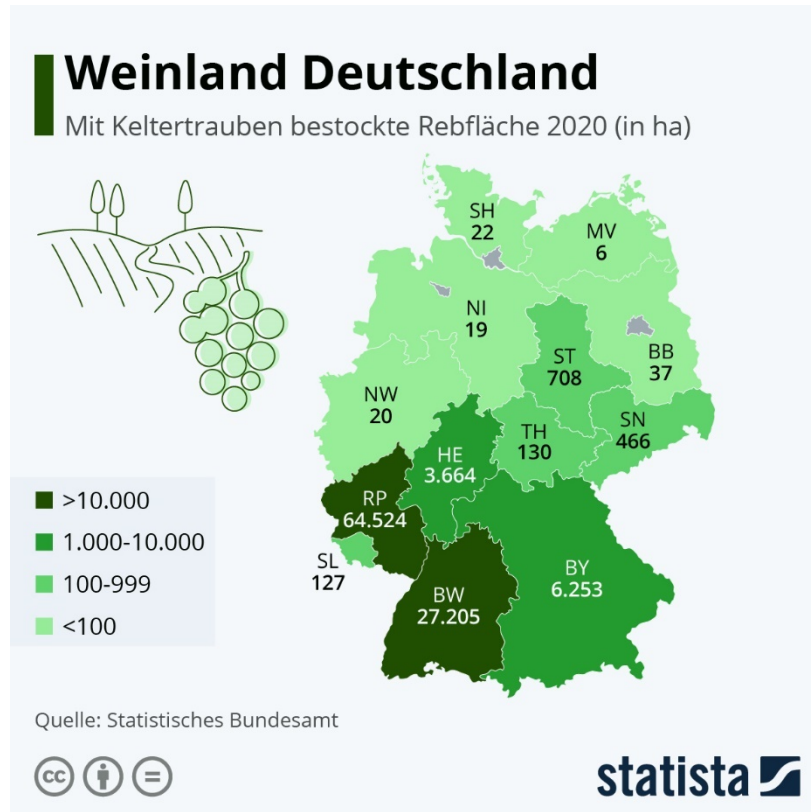 Weinland Deutschland
Mit Keltertrauben bestockte Rebfläche 2020 (in ha)
SH
22
MV
6
NI
19
ST
708
BB
37
NW
20
SN
466
TH
130
HE
3.664
RP
64.524
SL
127
BW
27.205
BY
6.253
>10.000
1.000-10.000
100-999
<100
Quelle: Statistisches Bundesamt
cc
statista